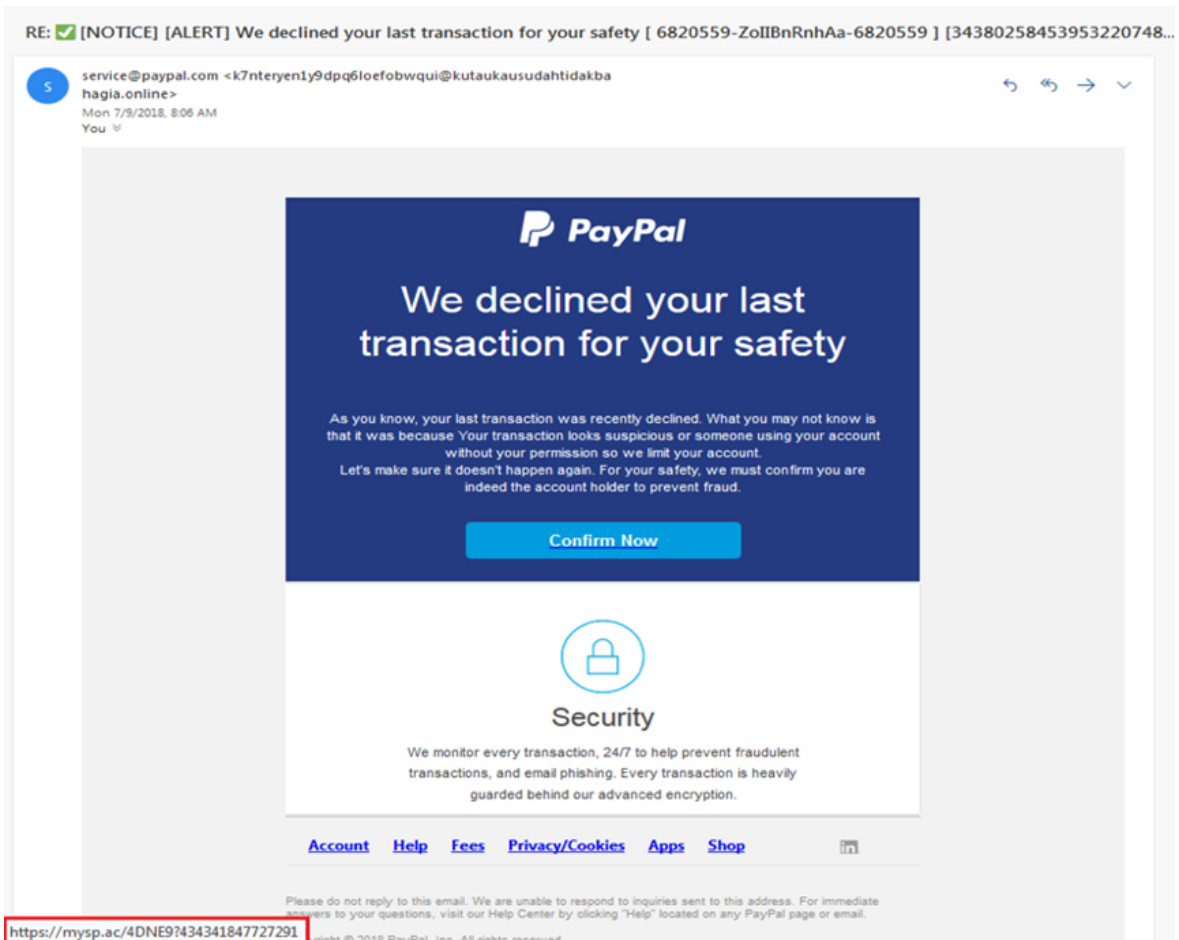 RE: ✅ [NOTICE] [ALERT] We declined your last transaction for your safety [ 6820559-ZoIIBnRnhAa-6820559 ] [34380258453953220748...
S
service@paypal.com <k7nteryen1y9dpq6loefobwqui@kutaukausudahtidakba
hagia.online>
Mon 7/9/2018, 8:06 AM
You
PayPal
We declined your last
transaction for your safety
As you know, your last transaction was recently declined. What you may not know is
that it was because Your transaction looks suspicious or someone using your account
without your permission so we limit your account.
Let's make sure it doesn't happen again. For your safety, we must confirm you are
indeed the account holder to prevent fraud.
Confirm Now
Security
We monitor every transaction, 24/7 to help prevent fraudulent
transactions, and email phishing. Every transaction is heavily
guarded behind our advanced encryption.
Account Help Fees Privacy/Cookies Apps Shop in
Please do not reply to this email. We are unable to respond to inquiries sent to this address. For immediate
answers to your questions, visit our Help Center by clicking "Help" located on any PayPal page or email.
https://mysp.ac/4DNE9?434341847727291
2018 PayPal, Inc. All rights reserved